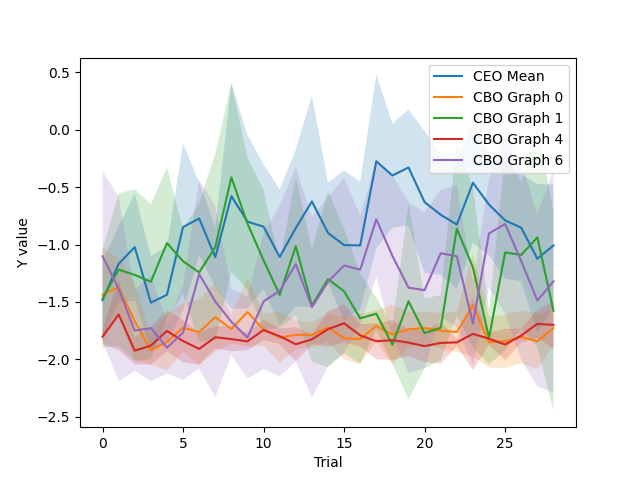 0.5
0.0
−0.5
−1.0
−1.5
−2.0
−2.5
Y value
0
5
10
15
20
25
Trial
CEO Mean
CBO Graph 0
CBO Graph 1
CBO Graph 4
CBO Graph 6